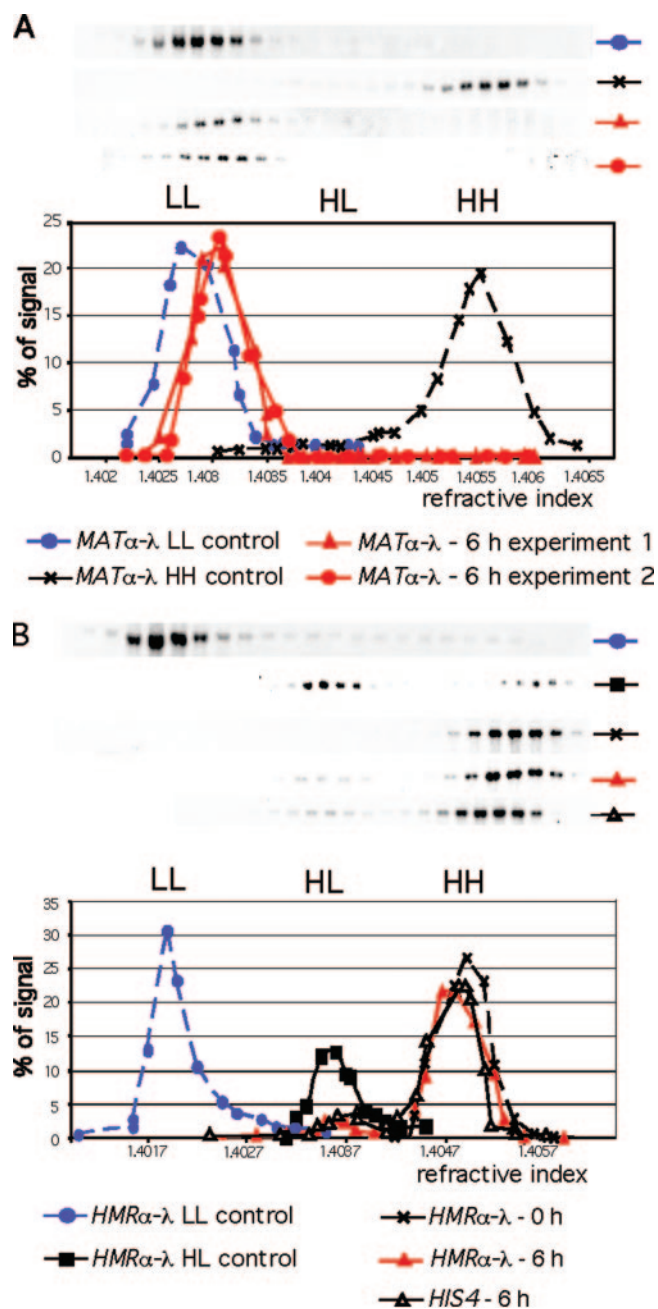 A
LL HL HH
25
20
15
10
5
0
% of signal
1.402 1.4025 1.408 1.4085 1.404 1.4045 1.405 1.4055 1.406 1.4065
refractive index
MATα-λ LL control MATα-λ - 6 h experiment 1
MATα-λ HH control MATα-λ - 6 h experiment 2
B
LL HL HH
35
30
25
20
15
10
5
0
% of signal
1.4017 1.4027 1.4037 1.4047 1.4057
refractive index
HMRα-λ LL control HMRα-λ - 0 h
HMRα-λ HL control HMRα-λ - 6 h
HIS4 - 6 h